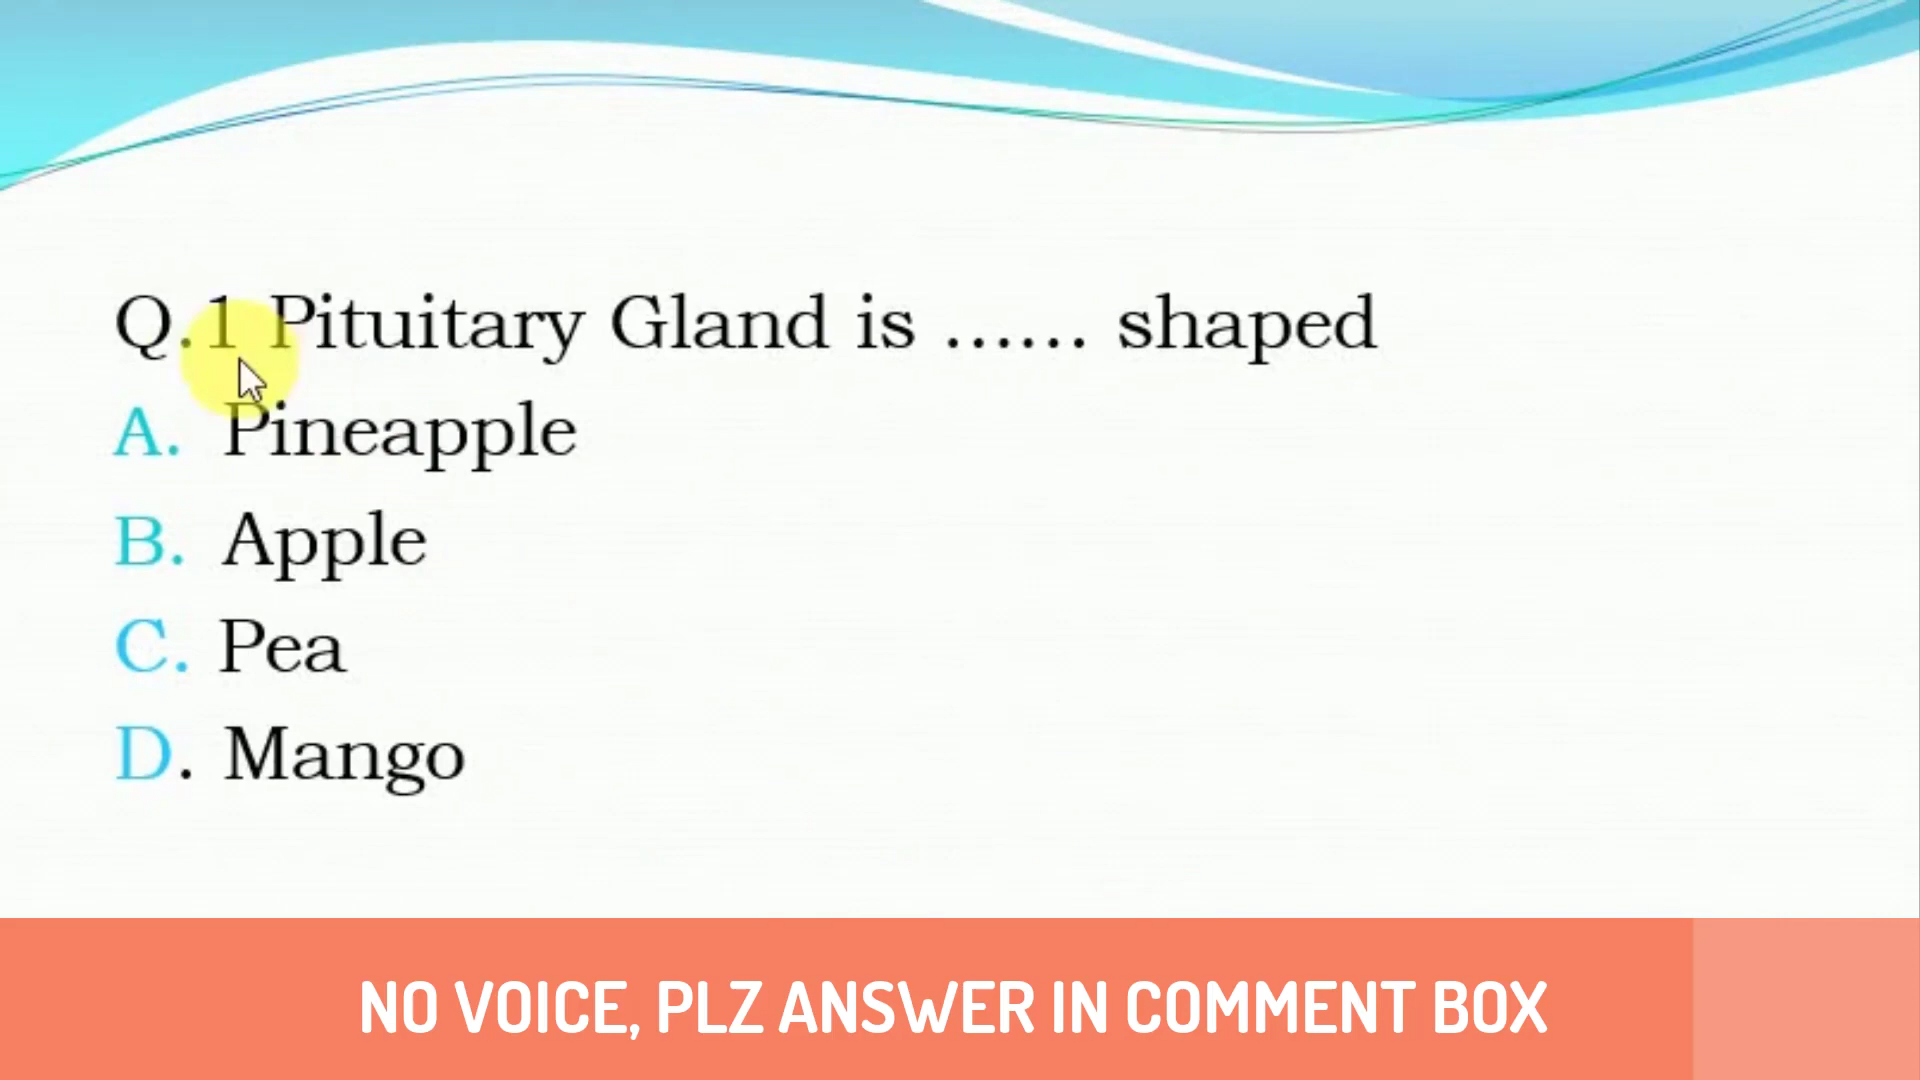 Q.1 Pituitary Gland is ...... shaped
A. Pineapple
B. Apple
C. Pea
D. Mango
NO VOICE, PLZ ANSWER IN COMMENT BOX